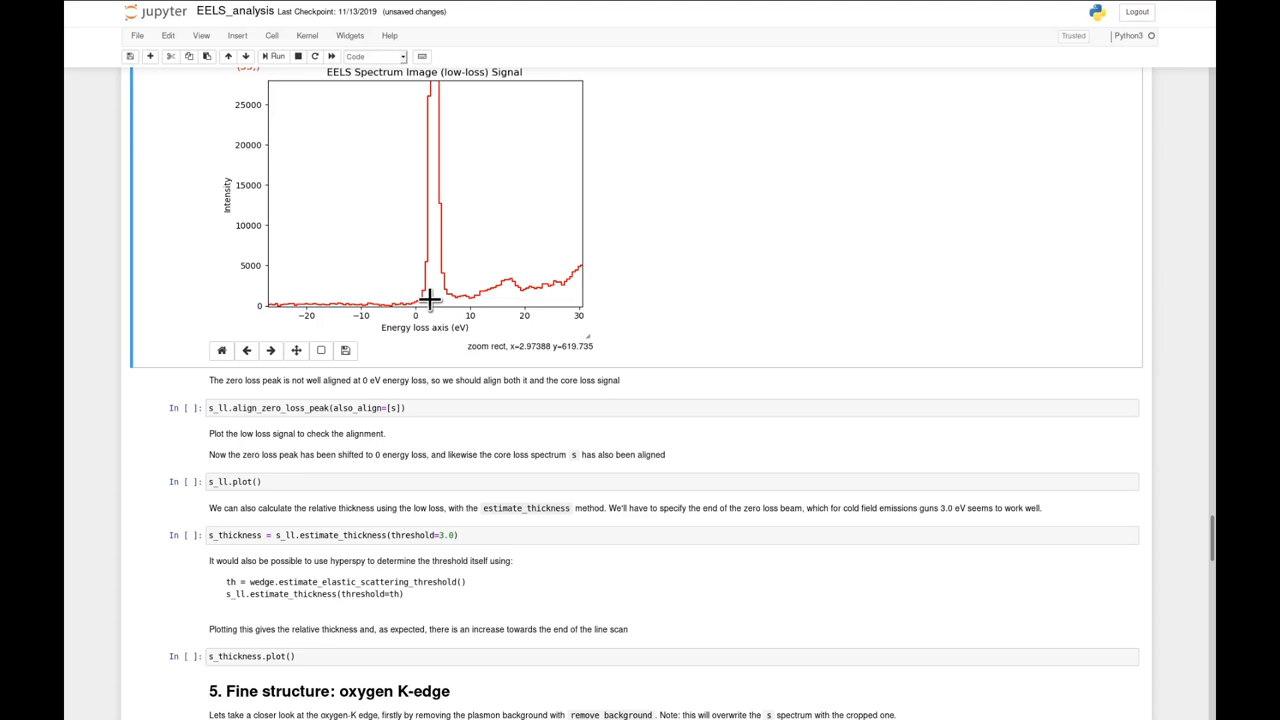 jupyter EELS_analysis Last Checkpoint: 11/13/2019 (unsaved changes) Logout
File Edit View Insert Cell Kernel Widgets Help Trusted Python3
Run Code
EELS Spectrum Image (low-loss) Signal
25000
20000
15000
10000
5000
0
Intensity
−20 −10 0 10 20 30
Energy loss axis (eV)
zoom rect, x=2.97388 y=619.735
The zero loss peak is not well aligned at 0 eV energy loss, so we should align both it and the core loss signal
In [ ]: s_ll.align_zero_loss_peak(also_align=[s])
Plot the low loss signal to check the alignment.
Now the zero loss peak has been shifted to 0 energy loss, and likewise the core loss spectrum s has also been aligned
In [ ]: s_ll.plot()
We can also calculate the relative thickness using the low loss, with the estimate_thickness method. We'll have to specify the end of the zero loss beam, which for cold field emissions guns 3.0 eV seems to work well.
In [ ]: s_thickness = s_ll.estimate_thickness(threshold=3.0)
It would also be possible to use hyperspy to determine the threshold itself using:
th = wedge.estimate_elastic_scattering_threshold()
s_ll.estimate_thickness(threshold=th)
Plotting this gives the relative thickness and, as expected, there is an increase towards the end of the line scan
In [ ]: s_thickness.plot()
5. Fine structure: oxygen K-edge
Lets take a closer look at the oxygen-K edge, firstly by removing the plasmon background with remove background . Note: this will overwrite the s spectrum with the cropped one.